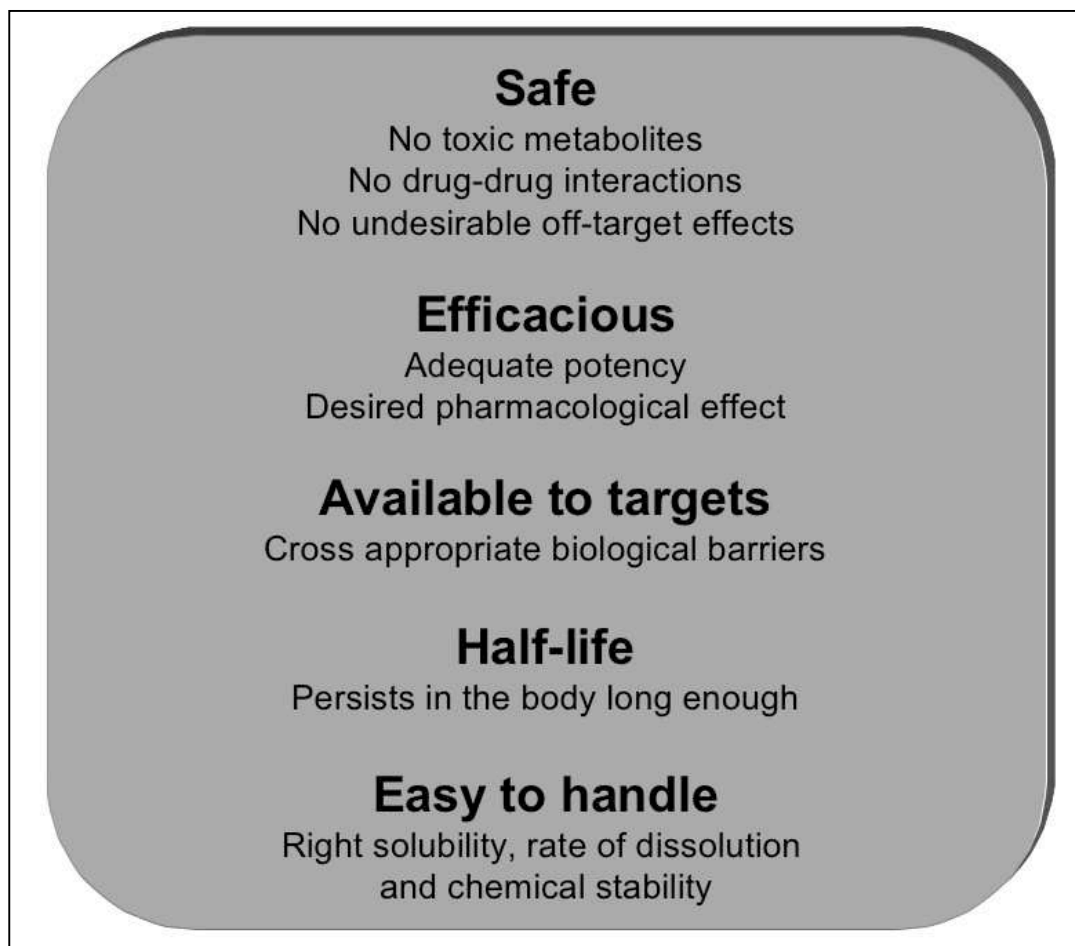 Safe
No toxic metabolites
No drug-drug interactions
No undesirable off-target effects
Efficacious
Adequate potency
Desired pharmacological effect
Available to targets
Cross appropriate biological barriers
Half-life
Persists in the body long enough
Easy to handle
Right solubility, rate of dissolution
and chemical stability